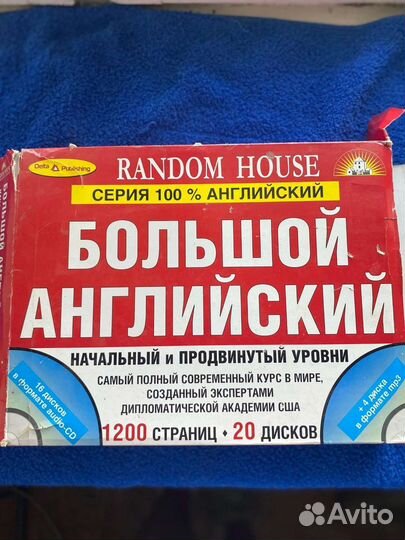 Delta Publishing
RANDOM HOUSE
СЕРИЯ 100 % АНГЛИЙСКИЙ
БОЛЬШОЙ
АНГЛИЙСКИЙ
НАЧАЛЬНЫЙ и ПРОДВИНУТЫЙ УРОВНИ
САМЫЙ ПОЛНЫЙ СОВРЕМЕННЫЙ КУРС В МИРЕ,
СОЗДАННЫЙ ЭКСПЕРТАМИ
ДИПЛОМАТИЧЕСКОЙ АКАДЕМИИ США
1200 СТРАНИЦ • 20 ДИСКОВ
16 дисков
в формате audio-CD
+ 4 диска
в формате mp3
БОЛЬШОЙ
Avito